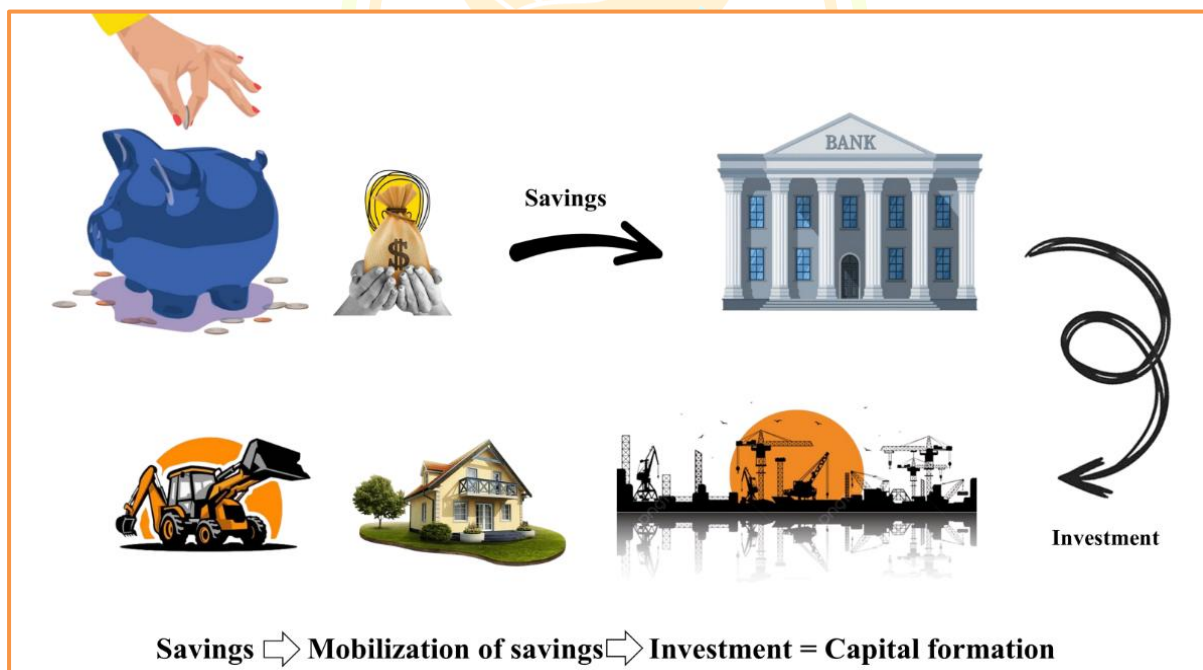 BANK
Savings
$
Investment
Savings ⇨ Mobilization of savings ⇨ Investment = Capital formation